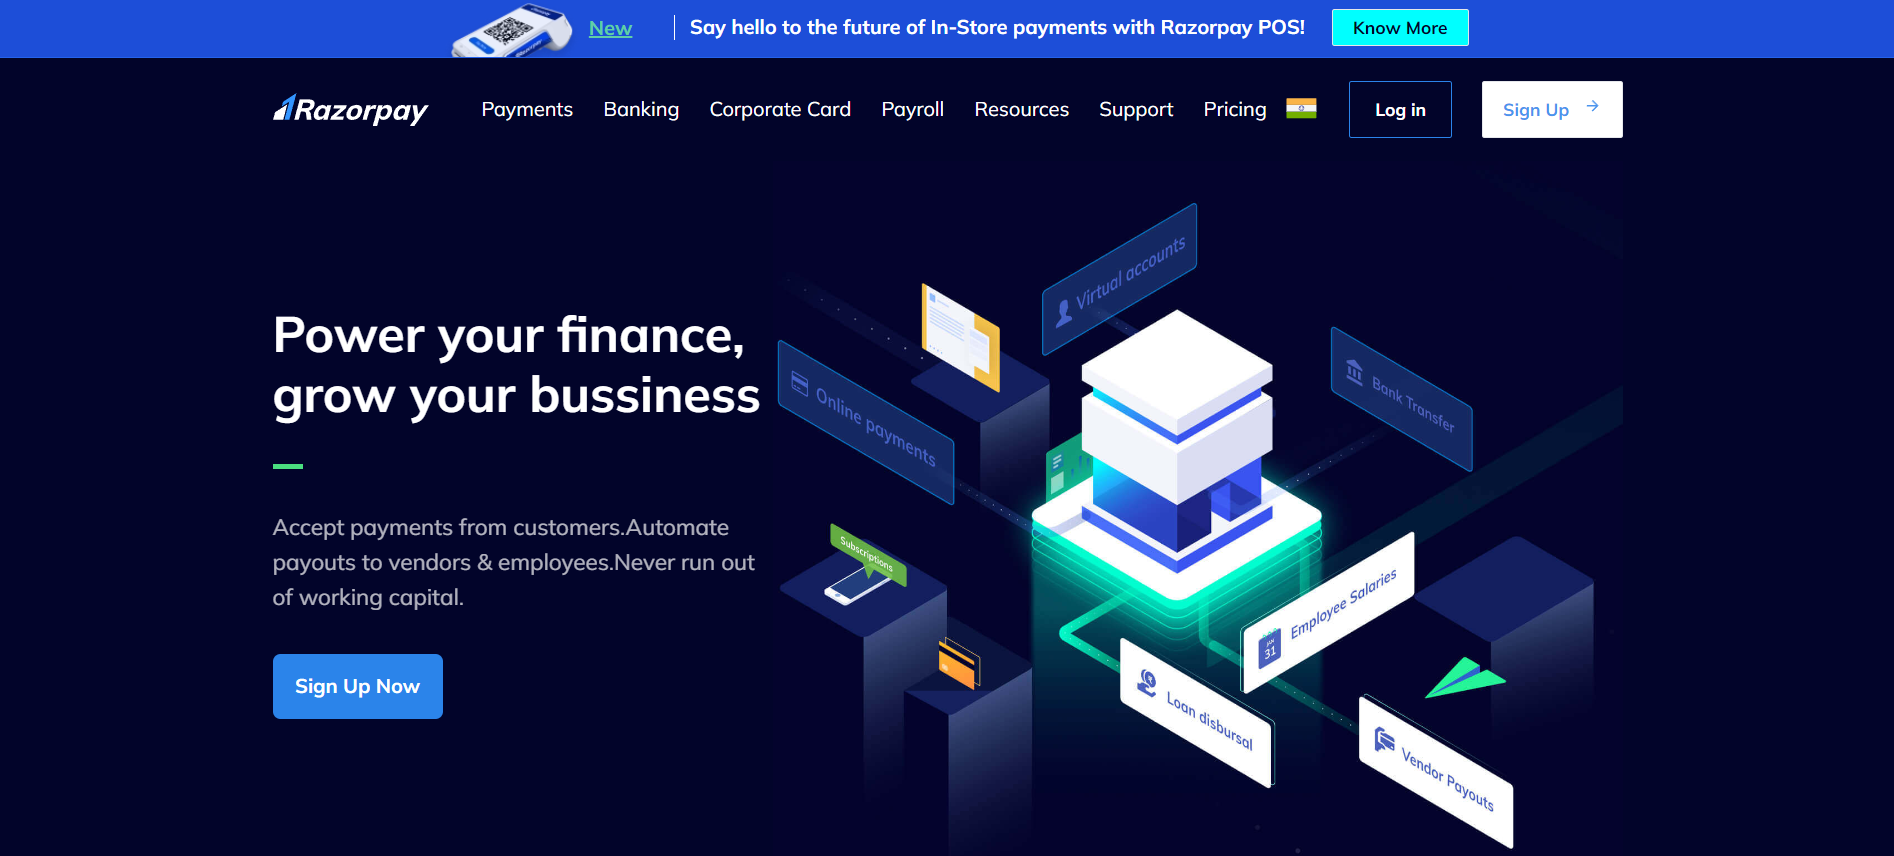 New
Say hello to the future of In-Store payments with Razorpay POS!
Know More
Razorpay
Payments
Banking
Corporate Card
Payroll
Resources
Support
Pricing
Log in
Sign Up
Power your finance,
grow your bussiness
Accept payments from customers.Automate
payouts to vendors & employees.Never run out
of working capital.
Sign Up Now
Virtual accounts
Online payments
Bank Transfer
Subscriptions
Employee Salaries
JAN
31
Loan disbursal
Vendor Payouts